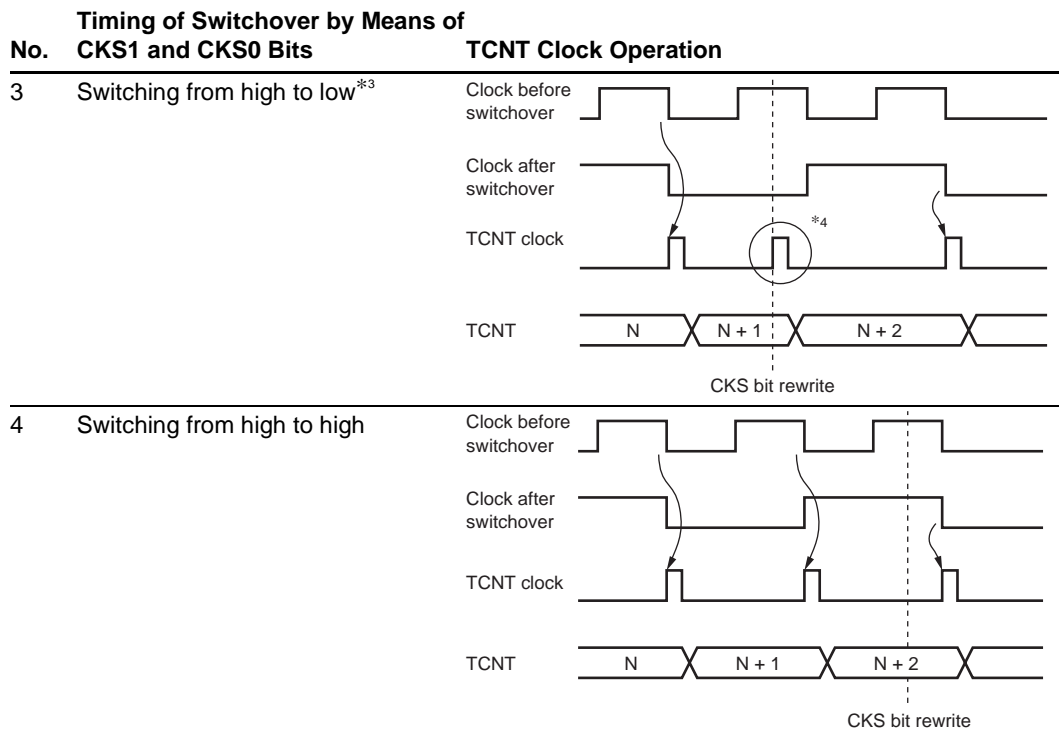 No.
Timing of Switchover by Means of
CKS1 and CKS0 Bits
TCNT Clock Operation
3
Switching from high to low*3
Clock before
switchover
Clock after
switchover
TCNT clock
*4
TCNT
N
N + 1
N + 2
CKS bit rewrite
4
Switching from high to high
Clock before
switchover
Clock after
switchover
TCNT clock
TCNT
N
N + 1
N + 2
CKS bit rewrite